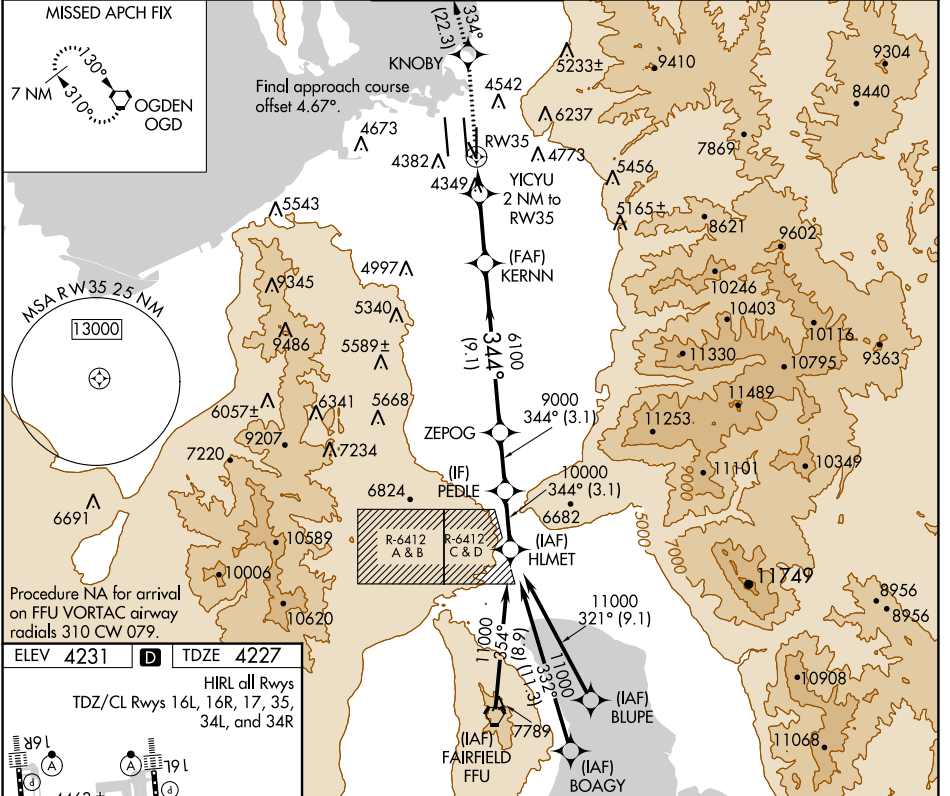 MISSED APCH FIX
130°
7 NM
310°
OGDEN
OGD
334°
(22.3)
KNOBY
Final approach course
offset 4.67°.
5233±
9410
9304
8440
4542
6237
7869
4673
4382
RW35
4773
4349
YICYU
2 NM to
RW35
5456
5165±
8621
9602
5543
4997
(FAF)
KERNN
10246
9345
5340
10403
10116
MSA RW35 25 NM
13000
9486
5589±
6100
344°
(9.1)
11330
10795
9363
6057±
6341
5668
9000
344° (3.1)
11489
11253
7220
9207
7234
ZEPOG
(IF)
PEDLE
10000
344° (3.1)
11101
10349
9000
6824
6682
6691
5000
7000
R-6412
A & B
R-6412
C & D
(IAF)
HLMET
10589
10006
11749
Procedure NA for arrival
on FFU VORTAC airway
radials 310 CW 079.
10620
8956
8956
11000
321° (9.1)
11000
354°
(8.9)
11000
332°
(11.3)
ELEV 4231
D
TDZE 4227
HIRL all Rwys
TDZ/CL Rwys 16L, 16R, 17, 35,
34L, and 34R
(IAF)
BLUPE
10908
7789
(IAF)
FAIRFIELD
FFU
(IAF)
BOAGY
11068
16R
A
A
16L
P
P